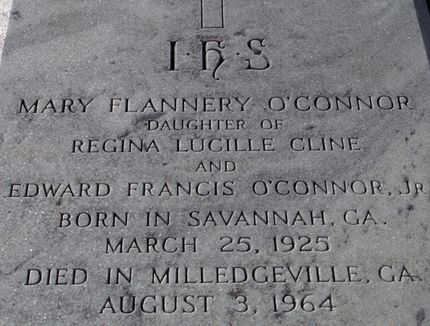 I·H·S
MARY FLANNERY O'CONNOR
DAUGHTER OF
REGINA LUCILLE CLINE
AND
EDWARD FRANCIS O'CONNOR, JR
BORN IN SAVANNAH, GA.
MARCH 25, 1925
DIED IN MILLEDGEVILLE, GA.
AUGUST 3, 1964